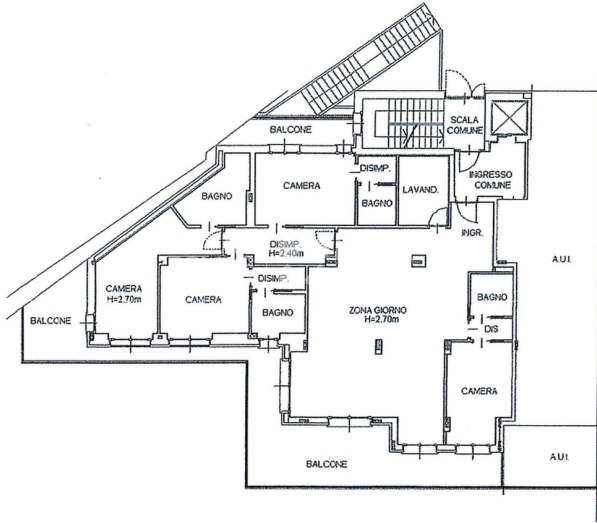 SCALA
COMUNE
BALCONE
DISIMP.
INGRESSO
COMUNE
CAMERA
LAVAND.
BAGNO
BAGNO
INGR.
DISIMP.
H=2.40m
A.U.I.
DISIMP.
CAMERA
H=2.70m
CAMERA
BAGNO
ZONA GIORNO
H=2.70m
BAGNO
BALCONE
DIS
CAMERA
BALCONE
A.U.I.